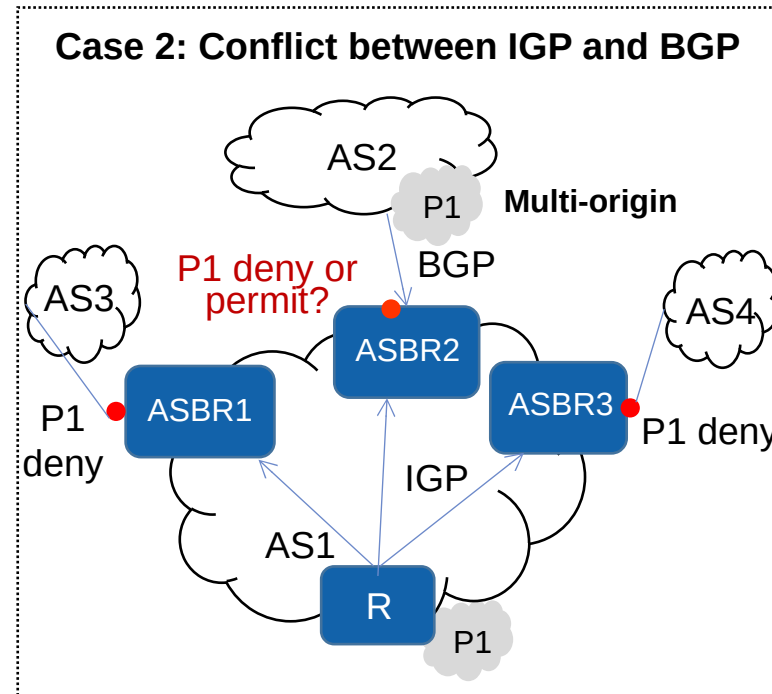 Case 2: Conflict between IGP and BGP
AS2
P1
Multi-origin
BGP
P1 deny or
permit?
AS3
AS4
ASBR2
ASBR1
ASBR3
P1
deny
P1 deny
IGP
AS1
R
P1